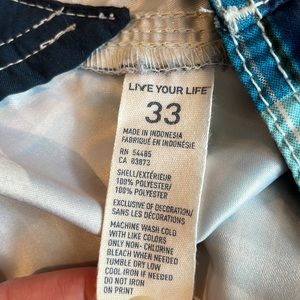 LIVE YOUR LIFE
33
MADE IN INDONESIA
FABRIQUÉ EN INDONÉSIE
RN 54485
CA 03873
SHELL/EXTÉRIEUR
100% POLYESTER/
100% POLYESTER
EXCLUSIVE OF DECORATION/
SANS LES DÉCORATIONS
MACHINE WASH COLD
WITH LIKE COLORS
ONLY NON- CHLORINE
BLEACH WHEN NEEDED
TUMBLE DRY LOW
COOL IRON IF NEEDED
DO NOT IRON
ON PRINT